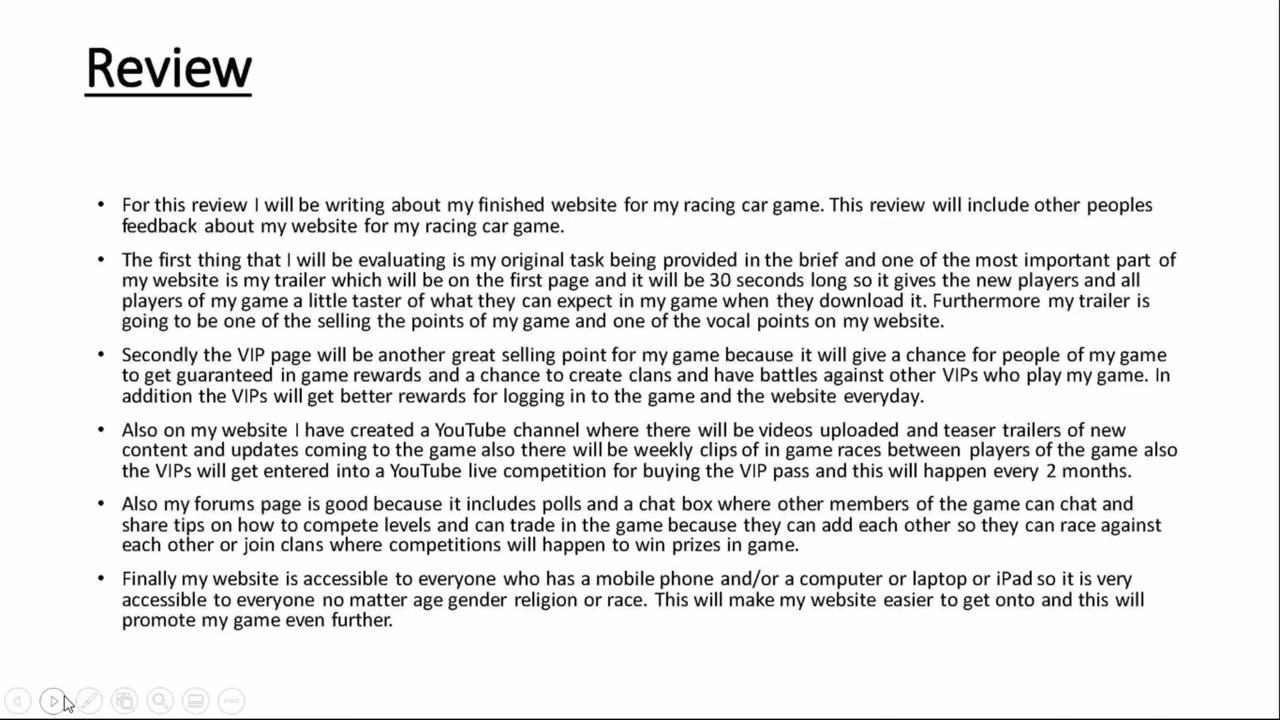 Review
• For this review I will be writing about my finished website for my racing car game. This review will include other peoples
feedback about my website for my racing car game.
• The first thing that I will be evaluating is my original task being provided in the brief and one of the most important part of
my website is my trailer which will be on the first page and it will be 30 seconds long so it gives the new players and all
players of my game a little taster of what they can expect in my game when they download it. Furthermore my trailer is
going to be one of the selling the points of my game and one of the vocal points on my website.
• Secondly the VIP page will be another great selling point for my game because it will give a chance for people of my game
to get guaranteed in game rewards and a chance to create clans and have battles against other VIPs who play my game. In
addition the VIPs will get better rewards for logging in to the game and the website everyday.
• Also on my website I have created a YouTube channel where there will be videos uploaded and teaser trailers of new
content and updates coming to the game also there will be weekly clips of in game races between players of the game also
the VIPs will get entered into a YouTube live competition for buying the VIP pass and this will happen every 2 months.
• Also my forums page is good because it includes polls and a chat box where other members of the game can chat and
share tips on how to compete levels and can trade in the game because they can add each other so they can race against
each other or join clans where competitions will happen to win prizes in game.
• Finally my website is accessible to everyone who has a mobile phone and/or a computer or laptop or iPad so it is very
accessible to everyone no matter age gender religion or race. This will make my website easier to get onto and this will
promote my game even further.